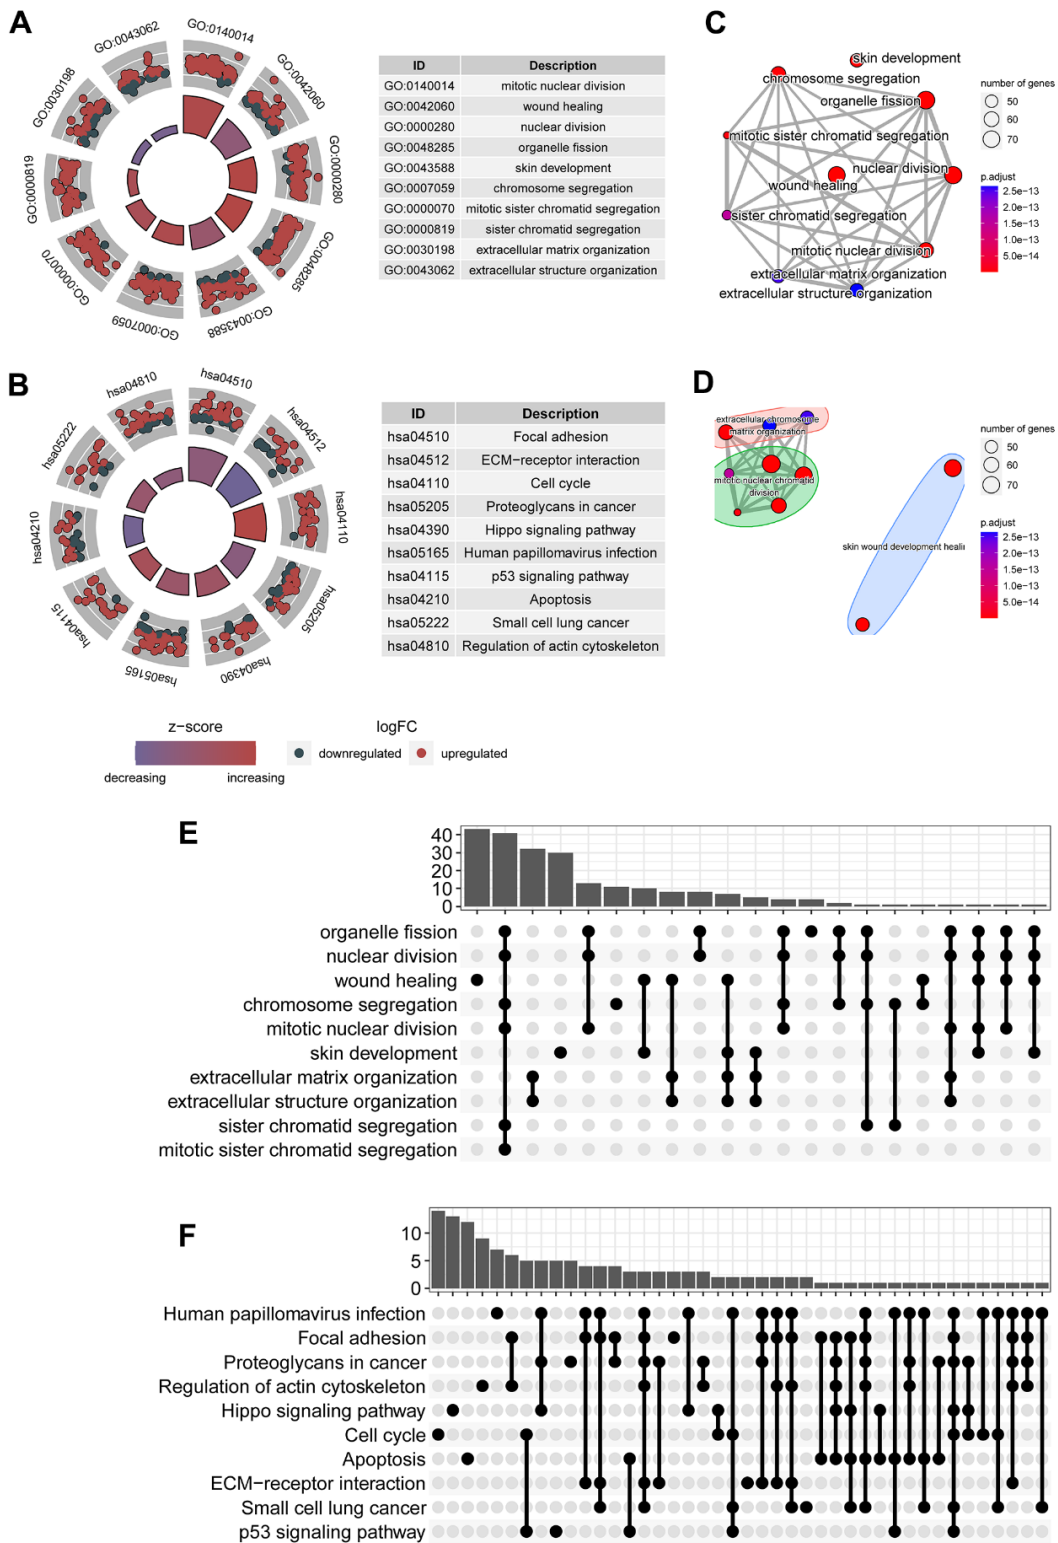 A
GO:0043062
GO:0140014
GO:0030198
GO:0042060
GO:0000819
GO:0000280
GO:0000070
GO:0048285
GO:0007059
GO:0043588
ID Description
GO:0140014 mitotic nuclear division
GO:0042060 wound healing
GO:0000280 nuclear division
GO:0048285 organelle fission
GO:0043588 skin development
GO:0007059 chromosome segregation
GO:0000070 mitotic sister chromatid segregation
GO:0000819 sister chromatid segregation
GO:0030198 extracellular matrix organization
GO:0043062 extracellular structure organization
C
skin development
chromosome segregation
organelle fission
mitotic sister chromatid segregation
nuclear division
wound healing
sister chromatid segregation
mitotic nuclear division
extracellular matrix organization
extracellular structure organization
number of genes
50
60
70
p.adjust
2.5e−13
2.0e−13
1.5e−13
1.0e−13
5.0e−14
B
hsa04810
hsa04510
hsa05222
hsa04512
hsa04210
hsa04110
hsa04115
hsa05205
hsa05165
hsa04390
ID Description
hsa04510 Focal adhesion
hsa04512 ECM−receptor interaction
hsa04110 Cell cycle
hsa05205 Proteoglycans in cancer
hsa04390 Hippo signaling pathway
hsa05165 Human papillomavirus infection
hsa04115 p53 signaling pathway
hsa04210 Apoptosis
hsa05222 Small cell lung cancer
hsa04810 Regulation of actin cytoskeleton
D
extracellular chromosome
matrix organization
mitotic nuclear chromatid
division
skin wound development healin
number of genes
50
60
70
p.adjust
2.5e−13
2.0e−13
1.5e−13
1.0e−13
5.0e−14
z−score
decreasing increasing
logFC
downregulated upregulated
E
40
30
20
10
0
organelle fission
nuclear division
wound healing
chromosome segregation
mitotic nuclear division
skin development
extracellular matrix organization
extracellular structure organization
sister chromatid segregation
mitotic sister chromatid segregation
F
10
5
0
Human papillomavirus infection
Focal adhesion
Proteoglycans in cancer
Regulation of actin cytoskeleton
Hippo signaling pathway
Cell cycle
Apoptosis
ECM−receptor interaction
Small cell lung cancer
p53 signaling pathway